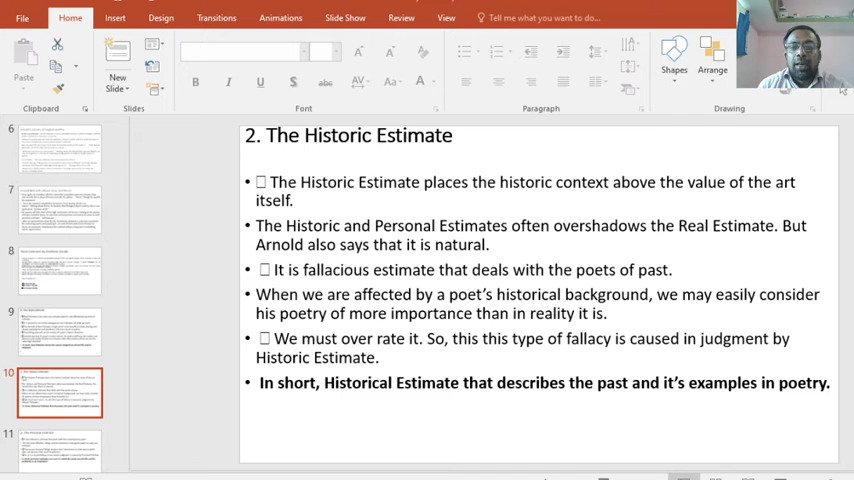 File Home Insert Design Transitions Animations Slide Show Review View Tell me what you want to do...
Paste
New
Slide
B I U S abc AV Aa A
Shapes Arrange
Clipboard Slides Font Paragraph Drawing
6
7
8
9
10
11
2. The Historic Estimate
• The Historic Estimate places the historic context above the value of the art
itself.
• The Historic and Personal Estimates often overshadows the Real Estimate. But
Arnold also says that it is natural.
• It is fallacious estimate that deals with the poets of past.
• When we are affected by a poet's historical background, we may easily consider
his poetry of more importance than in reality it is.
• We must over rate it. So, this this type of fallacy is caused in judgment by
Historic Estimate.
• In short, Historical Estimate that describes the past and it's examples in poetry.